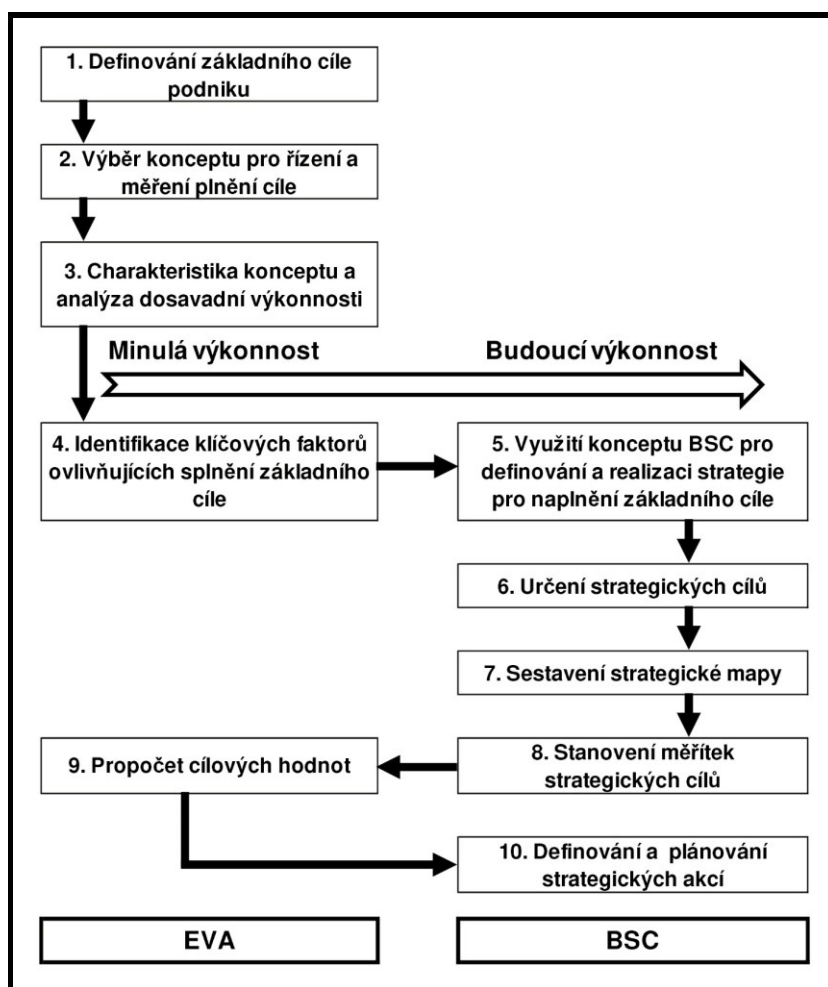 1. Definování základního cíle
podniku
2. Výběr konceptu pro řízení a
měření plnění cíle
3. Charakteristika konceptu a
analýza dosavadní výkonnosti
Minulá výkonnost
Budoucí výkonnost
4. Identifikace klíčových faktorů
ovlivňujících splnění základního
cíle
5. Využití konceptu BSC pro
definování a realizaci strategie
pro naplnění základního cíle
6. Určení strategických cílů
7. Sestavení strategické mapy
8. Stanovení měřítek
strategických cílů
9. Propočet cílových hodnot
10. Definování a plánování
strategických akcí
EVA
BSC